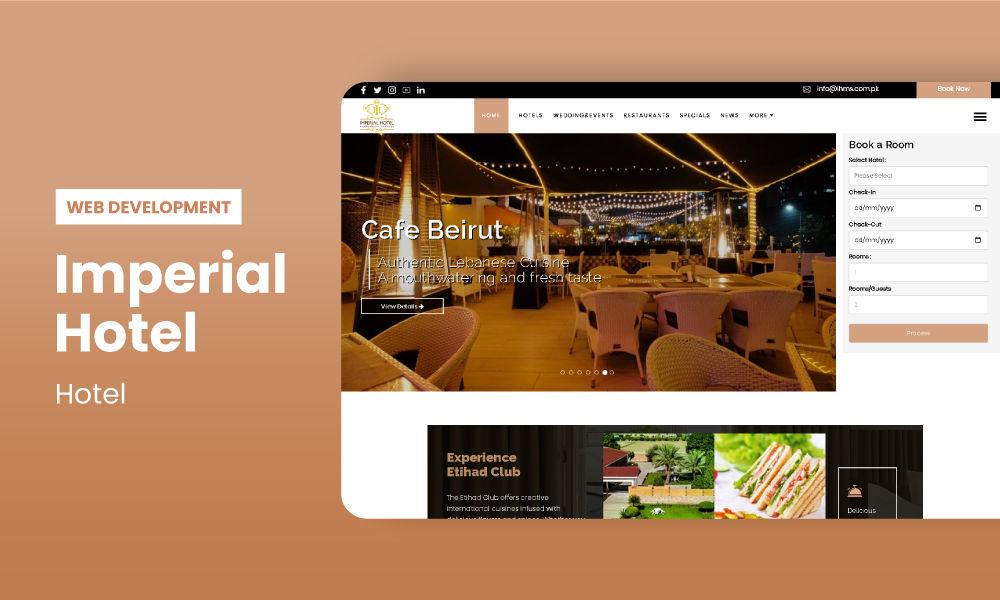 WEB DEVELOPMENT
Imperial
Hotel
Hotel
info@ihms.com.pk
Book Now
IMPERIAL HOTEL
HOME
HOTELS
WEDDING&EVENTS
RESTAURANTS
SPECIALS
NEWS
MORE
Cafe Beirut
Authentic Lebanese Cuisine
A mouthwatering and fresh taste
View Details
Book a Room
Select Hotel:
Please Select
Check-In
dd/mm/yyyy
Check-Out
dd/mm/yyyy
Rooms:
1
Rooms/Guests
2
Process
Experience
Etihad Club
The Etihad Club offers creative
international cuisines infused with
Delicious